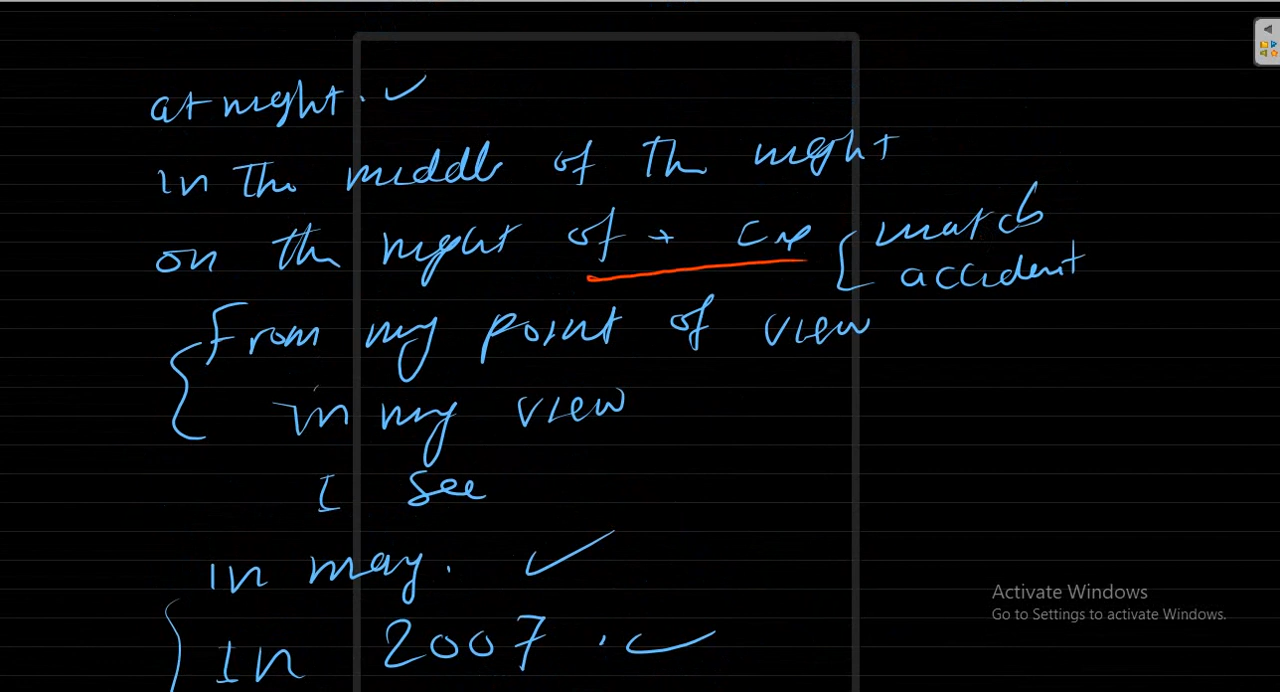 at night.
in the middle of the night
on the night of + { match
accident
{ from my point of view
in my view
I see
in may.
in 2007.
Activate Windows
Go to Settings to activate Windows.